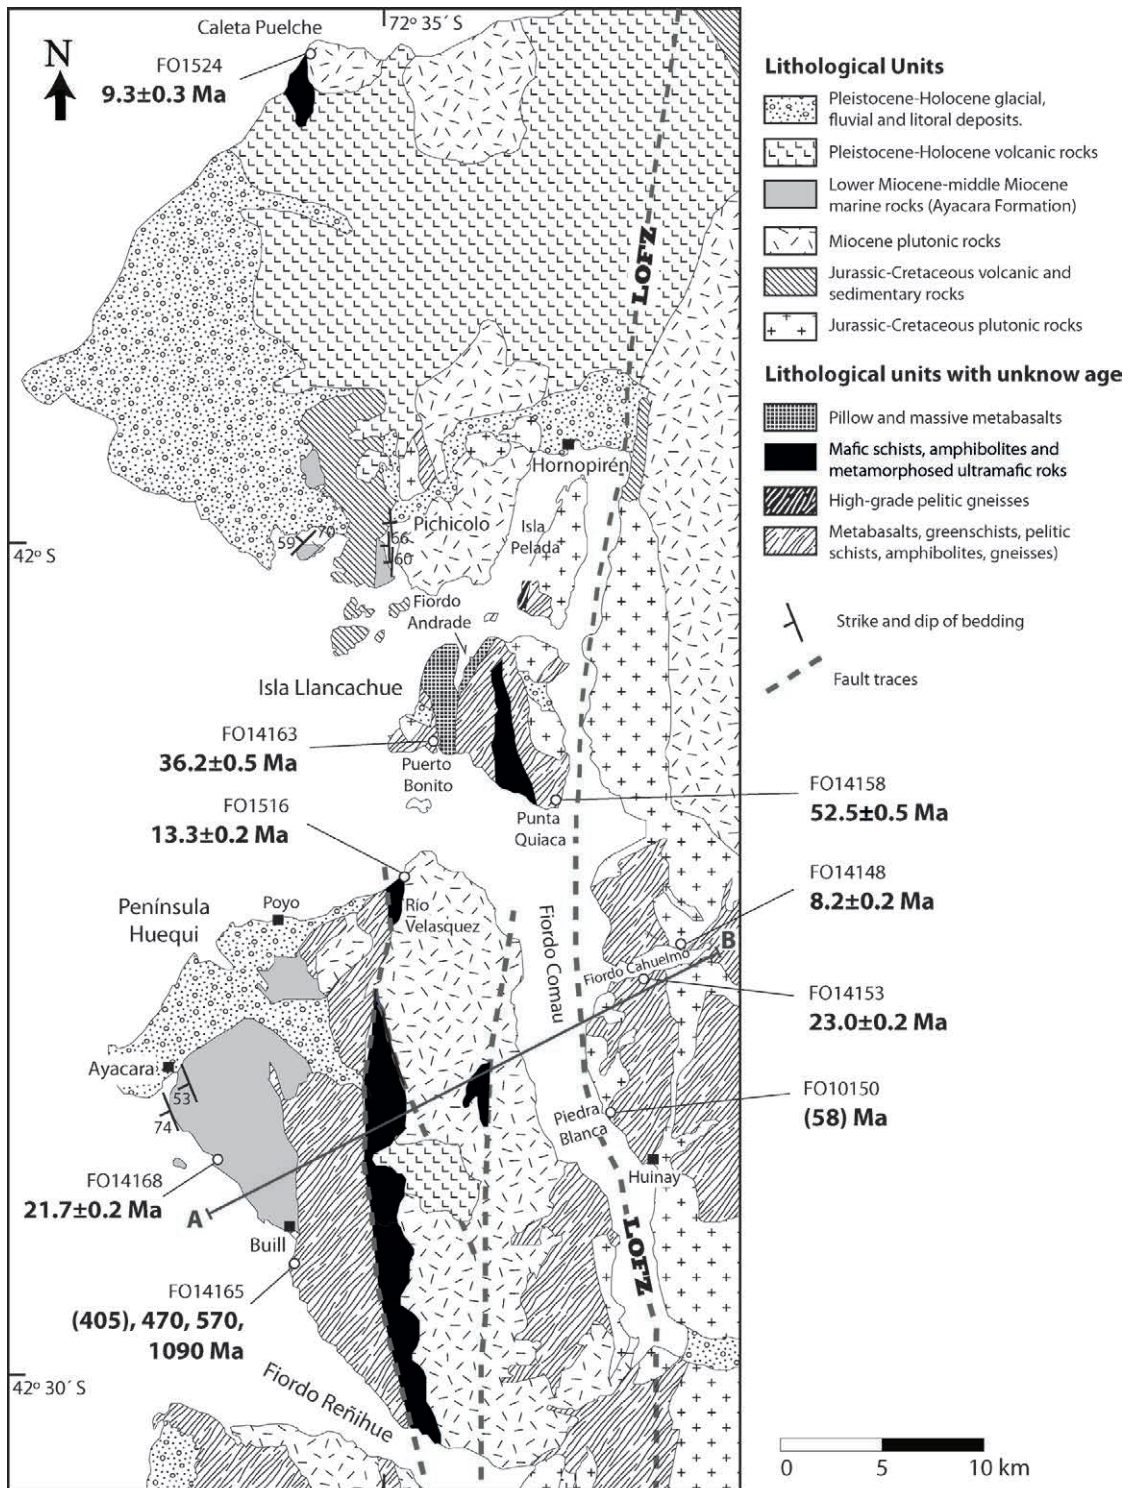 72º 35´ S
Caleta Puelche
N
FO1524
9.3±0.3 Ma
LOFZ
Hornopirén
Pichicolo
Isla
Pelada
59
70
66
60
42º S
Fiordo
Andrade
Isla Llancachue
FO14163
36.2±0.5 Ma
Puerto
Bonito
FO1516
13.3±0.2 Ma
Punta
Quiaca
FO14158
52.5±0.5 Ma
FO14148
8.2±0.2 Ma
Península
Huequi
Poyo
Río
Velasquez
Fiordo Comau
Fiordo Cahuelmo
B
FO14153
23.0±0.2 Ma
Ayacara
53
74
FO10150
(58) Ma
Piedra
Blanca
Huinay
FO14168
21.7±0.2 Ma
A
Buill
LOFZ
FO14165
(405), 470, 570,
1090 Ma
42º 30´ S
Fiordo Reñihue
Lithological Units
Pleistocene-Holocene glacial,
fluvial and litoral deposits.
Pleistocene-Holocene volcanic rocks
Lower Miocene-middle Miocene
marine rocks (Ayacara Formation)
Miocene plutonic rocks
Jurassic-Cretaceous volcanic and
sedimentary rocks
Jurassic-Cretaceous plutonic rocks
Lithological units with unknow age
Pillow and massive metabasalts
Mafic schists, amphibolites and
metamorphosed ultramafic roks
High-grade pelitic gneisses
Metabasalts, greenschists, pelitic
schists, amphibolites, gneisses)
Strike and dip of bedding
Fault traces
0 5 10 km